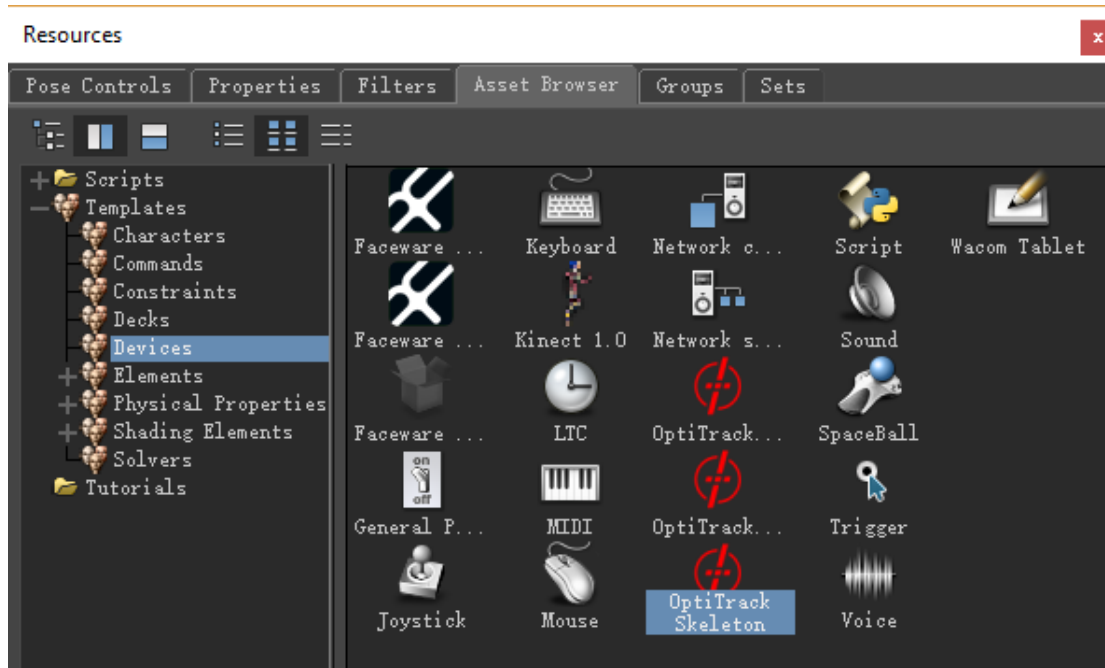 Resources
x
Pose Controls
Properties
Filters
Asset Browser
Groups
Sets
Scripts
Templates
Characters
Commands
Constraints
Decks
Devices
Elements
Physical Properties
Shading Elements
Solvers
Tutorials
Faceware ...
Keyboard
Network c...
Script
Wacom Tablet
Faceware ...
Kinect 1.0
Network s...
Sound
Faceware ...
LTC
OptiTrack...
SpaceBall
on
off
General P...
MIDI
OptiTrack...
Trigger
Joystick
Mouse
OptiTrack
Skeleton
Voice